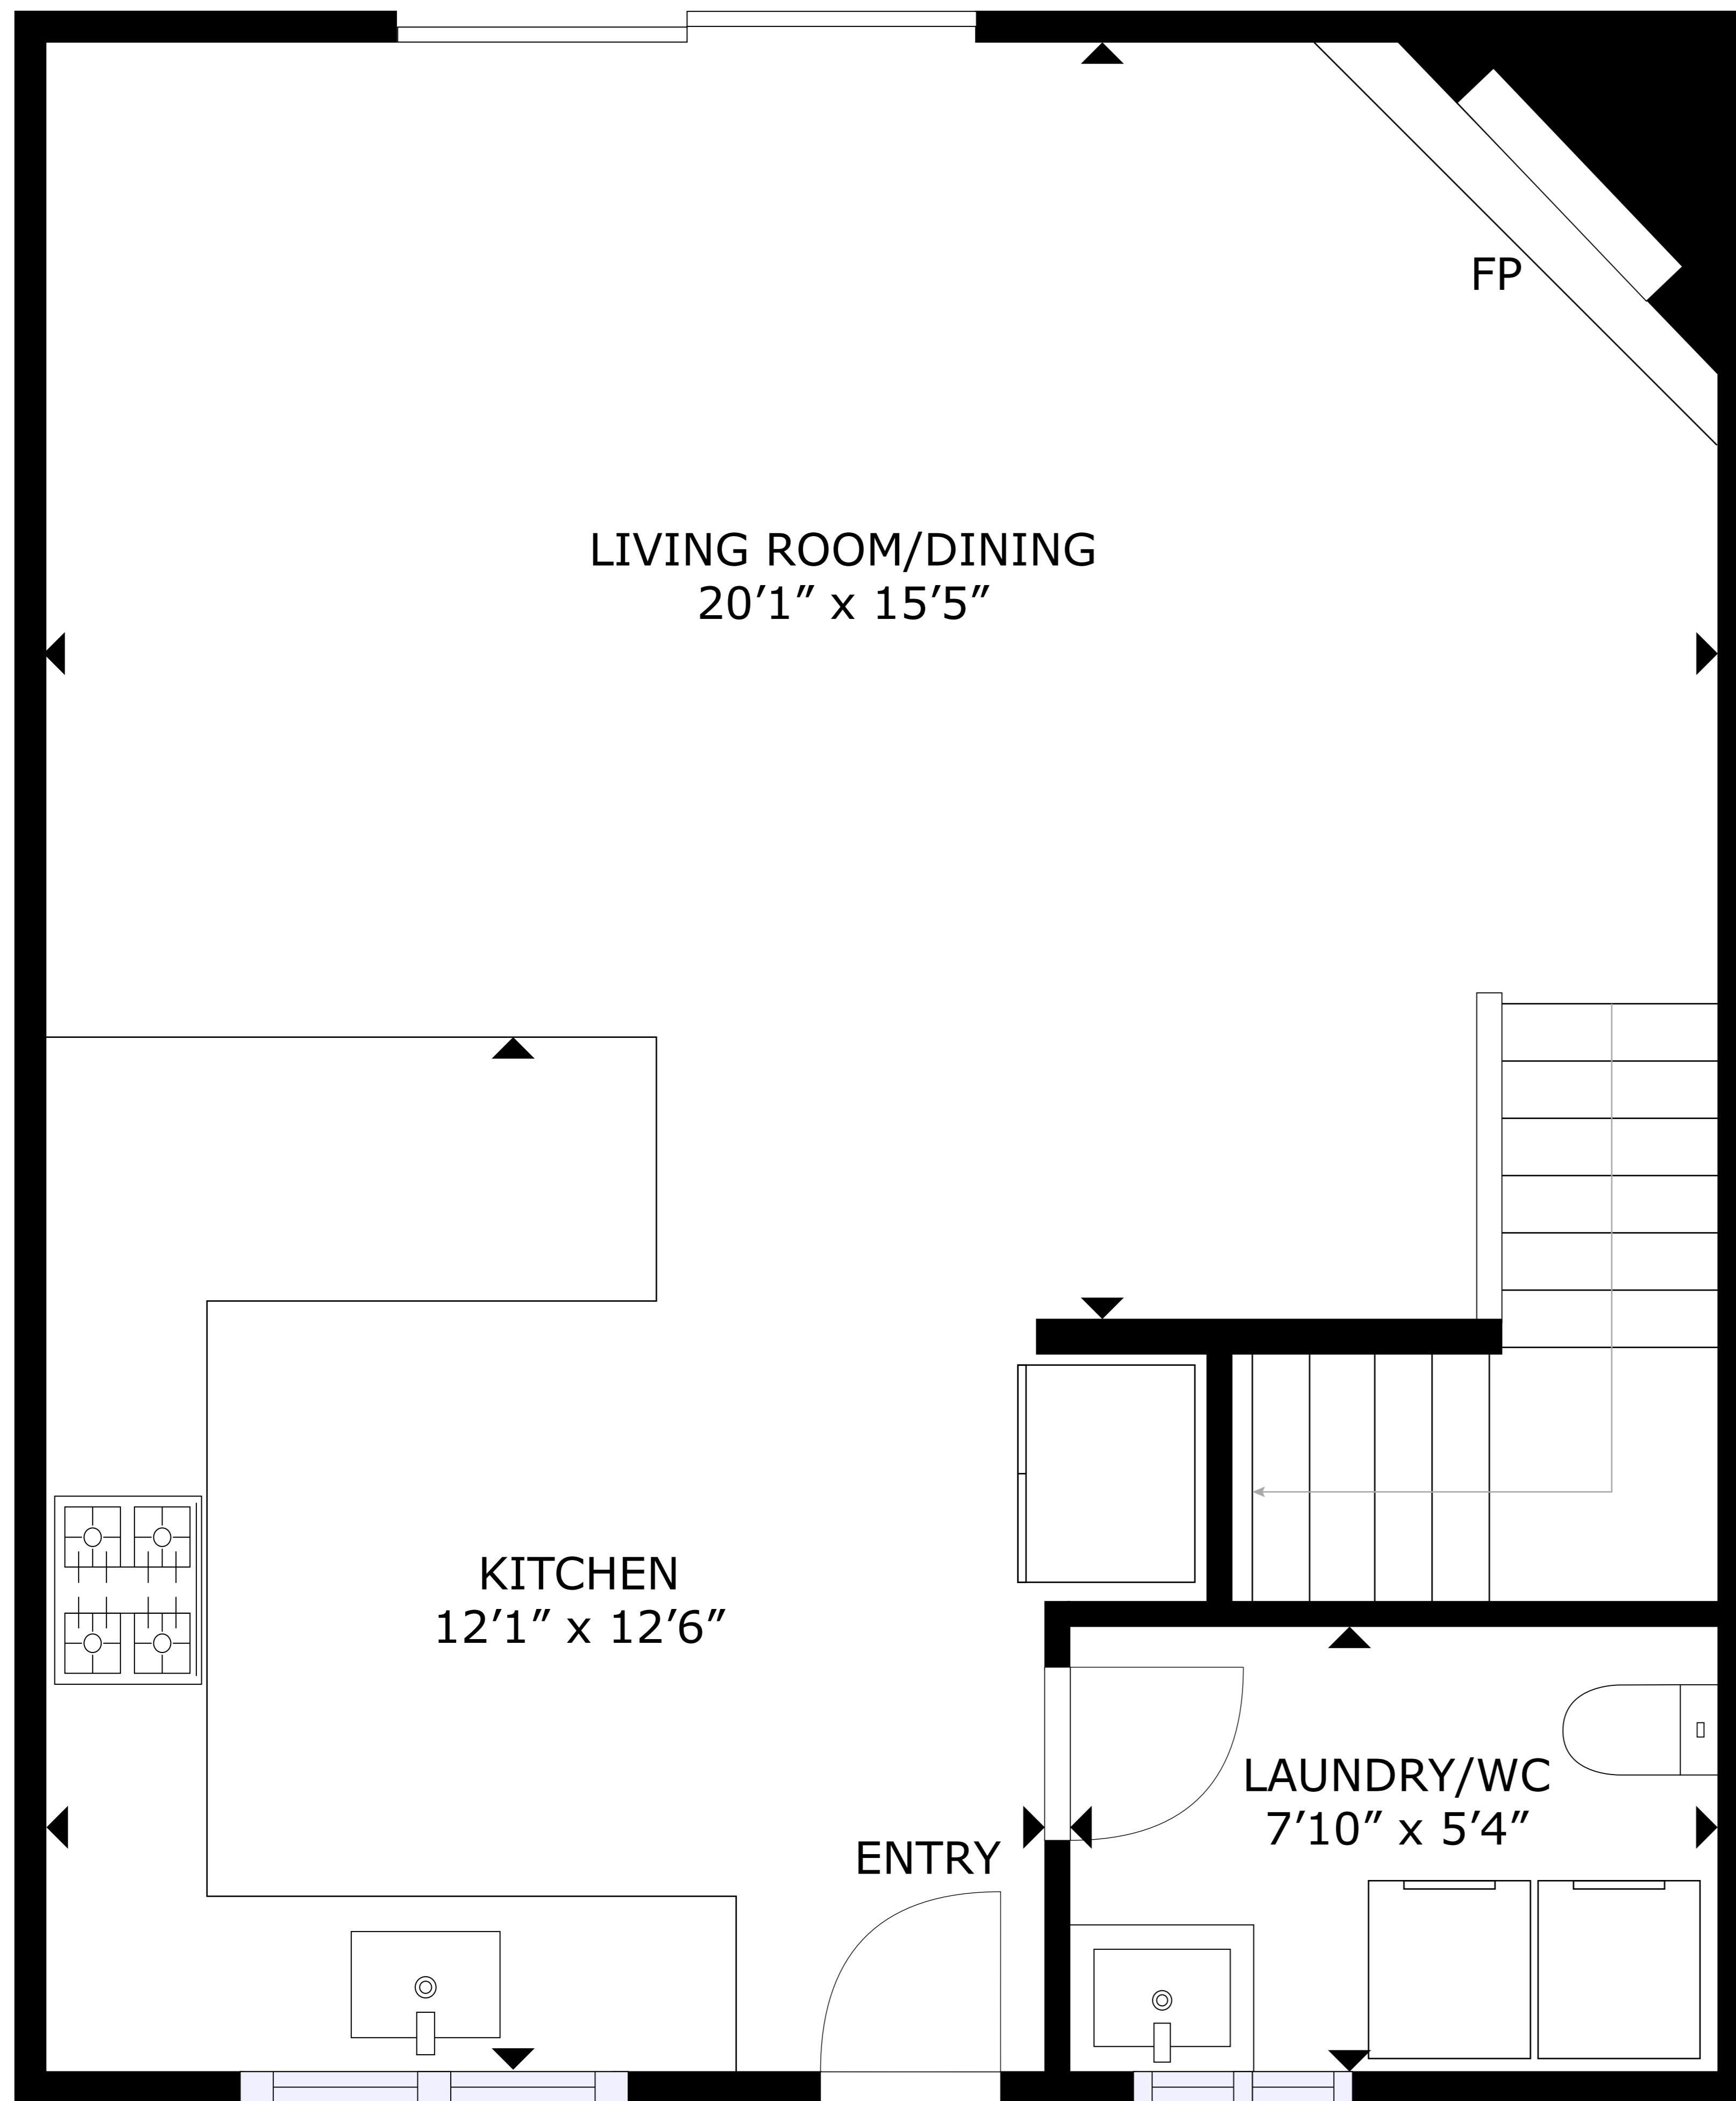 FP
LIVING ROOM/DINING
20’1” x 15’5”
KITCHEN
12’1” x 12’6”
LAUNDRY/WC
7’10” x 5’4”
ENTRY